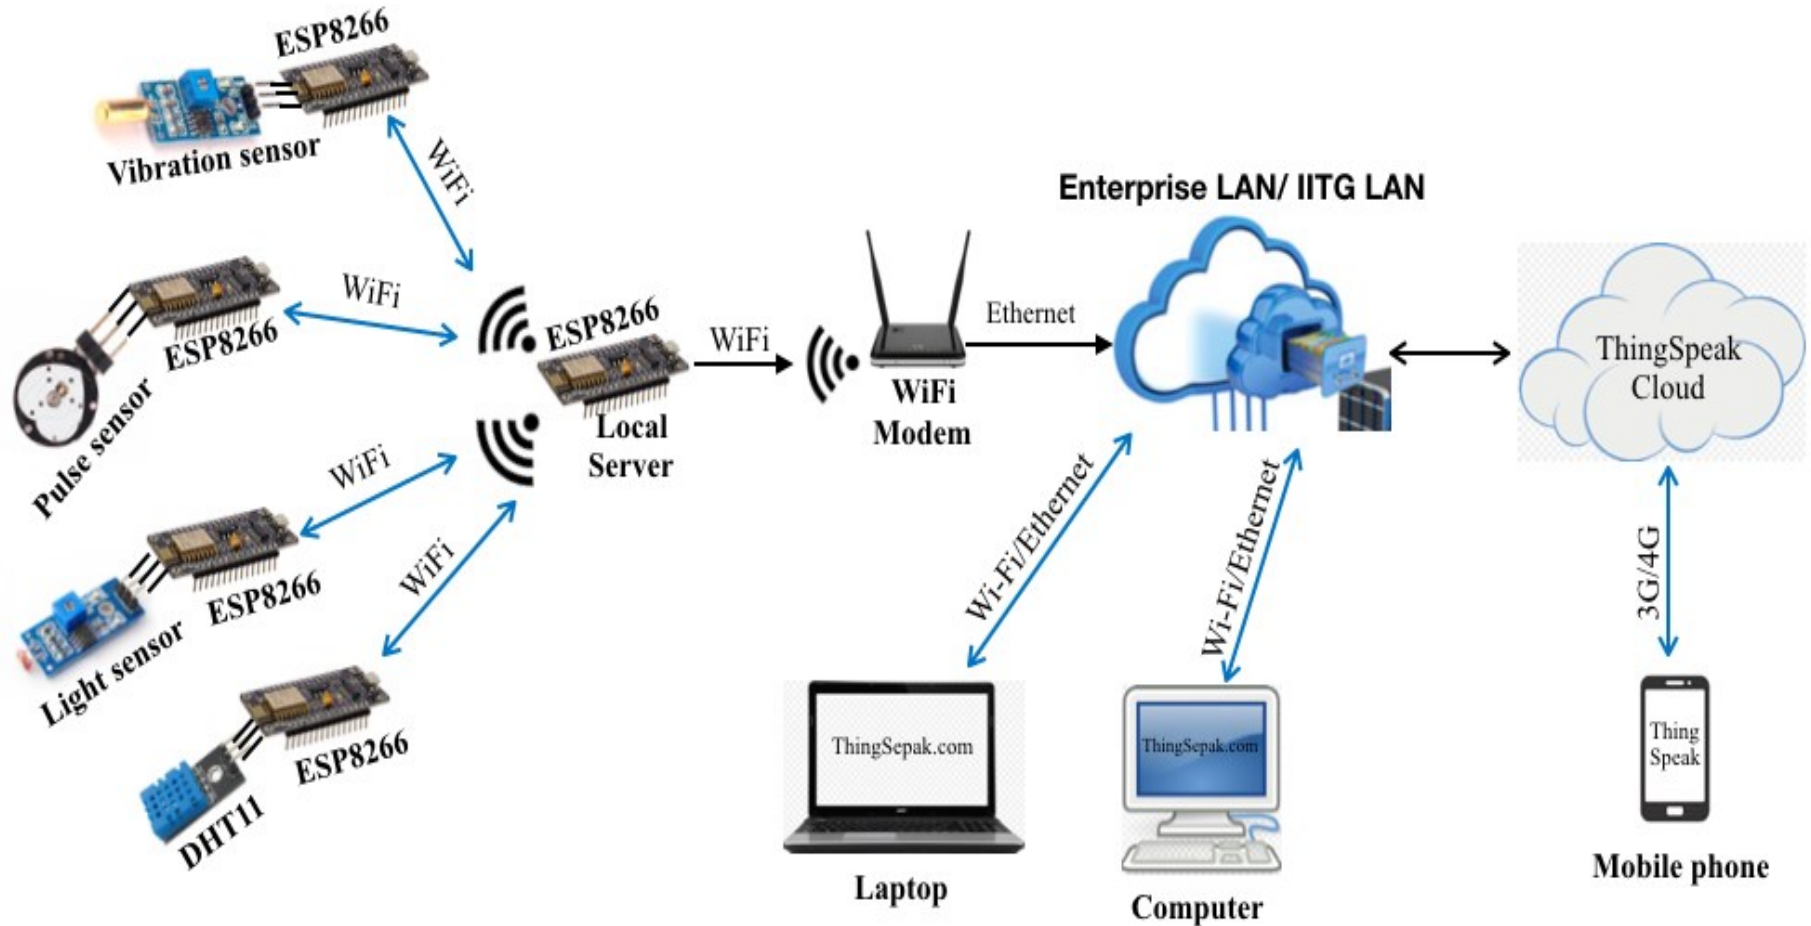 ESP8266
Vibration sensor
WiFi
ESP8266
Pulse sensor
WiFi
ESP8266
Light sensor
WiFi
ESP8266
DHT11
WiFi
ESP8266
Local
Server
WiFi
WiFi
Modem
Ethernet
Enterprise LAN/ IITG LAN
ThingSpeak
Cloud
Wi-Fi/Ethernet
Wi-Fi/Ethernet
3G/4G
ThingSepak.com
Laptop
ThingSepak.com
Computer
Thing
Speak
Mobile phone